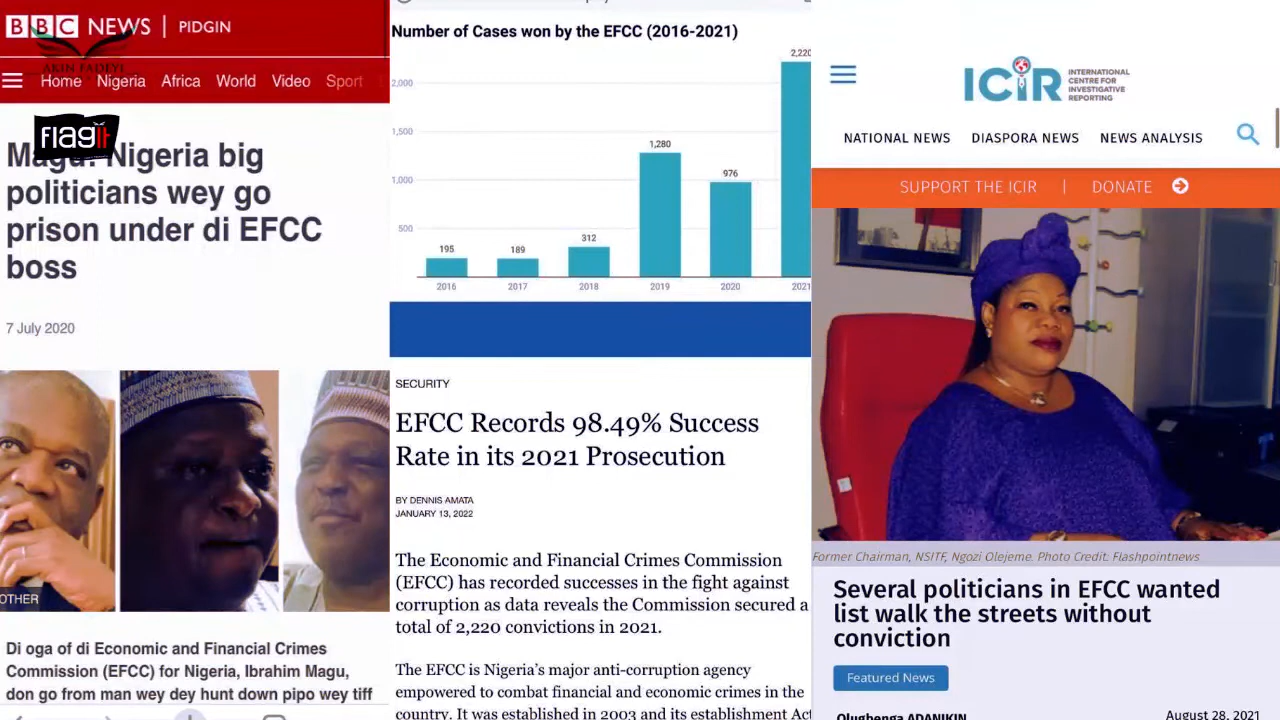 BBC NEWS | PIDGIN
AKIN FADEYI
Home Nigeria Africa World Video Sport
flagit
Magu: Nigeria big
politicians wey go
prison under di EFCC
boss
7 July 2020
OTHER
Di oga of di Economic and Financial Crimes
Commission (EFCC) for Nigeria, Ibrahim Magu,
don go from man wey dey hunt down pipo wey tiff
Number of Cases won by the EFCC (2016-2021)
2,220
2,000
1,500
1,280
1,000
976
500
195
189
312
2016 2017 2018 2019 2020 2021
SECURITY
EFCC Records 98.49% Success
Rate in its 2021 Prosecution
BY DENNIS AMATA
JANUARY 13, 2022
The Economic and Financial Crimes Commission
(EFCC) has recorded successes in the fight against
corruption as data reveals the Commission secured a
total of 2,220 convictions in 2021.
The EFCC is Nigeria's major anti-corruption agency
empowered to combat financial and economic crimes in the
country. It was established in 2003 and its establishment Act
ICIR INTERNATIONAL
CENTRE FOR
INVESTIGATIVE
REPORTING
NATIONAL NEWS DIASPORA NEWS NEWS ANALYSIS
SUPPORT THE ICIR | DONATE
Former Chairman, NSITF, Ngozi Olejeme. Photo Credit: Flashpointnews
Several politicians in EFCC wanted
list walk the streets without
conviction
Featured News
Olugbenga ADANIKIN August 28, 2021